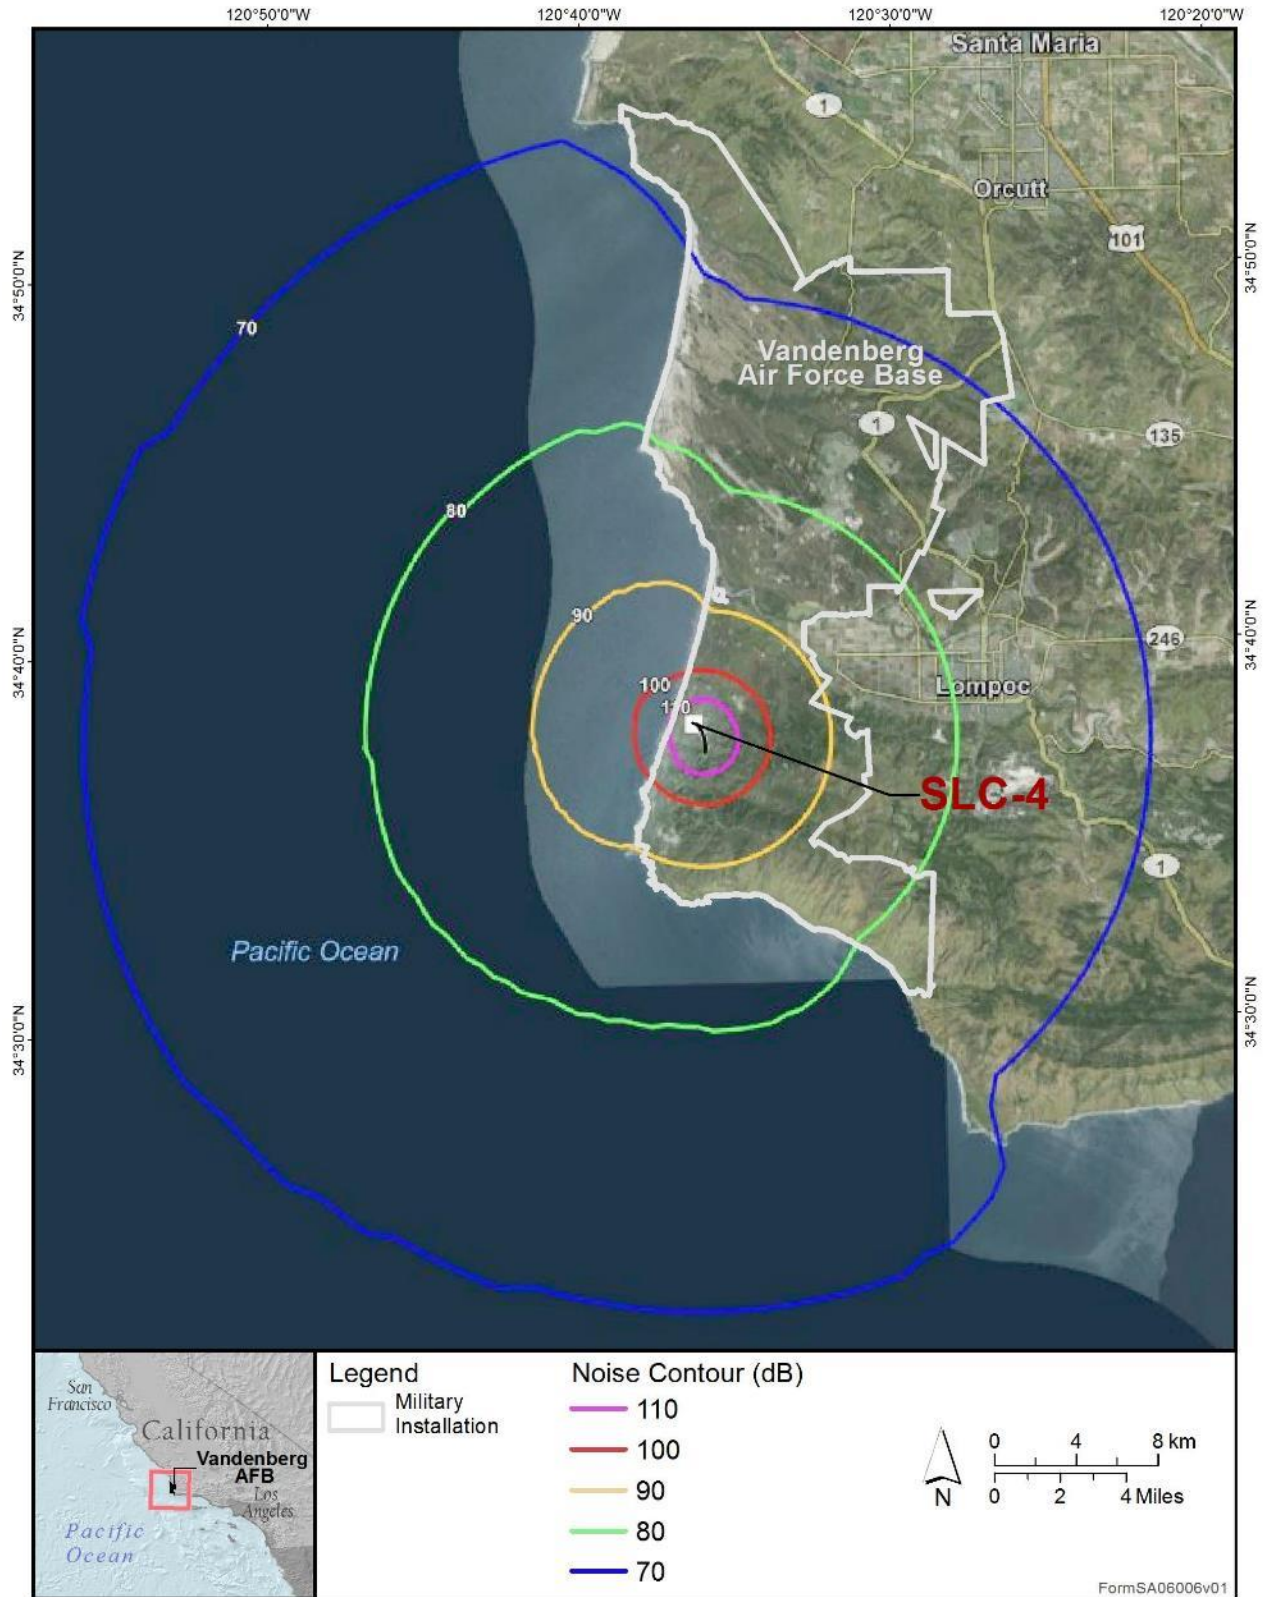 120°50'0"W
120°40'0"W
120°30'0"W
120°20'0"W
Santa Maria
1
Orcutt
101
34°50'0"N
34°50'0"N
70
Vandenberg
Air Force Base
1
135
80
90
34°40'0"N
34°40'0"N
246
100
Lompoc
110
SLC-4
1
Pacific Ocean
34°30'0"N
34°30'0"N
San
Francisco
California
Vandenberg
AFB
Los
Angeles
Pacific
Ocean
Legend
Military
Installation
Noise Contour (dB)
110
100
90
80
70
N
0 4 8 km
0 2 4 Miles
FormSA06006v01